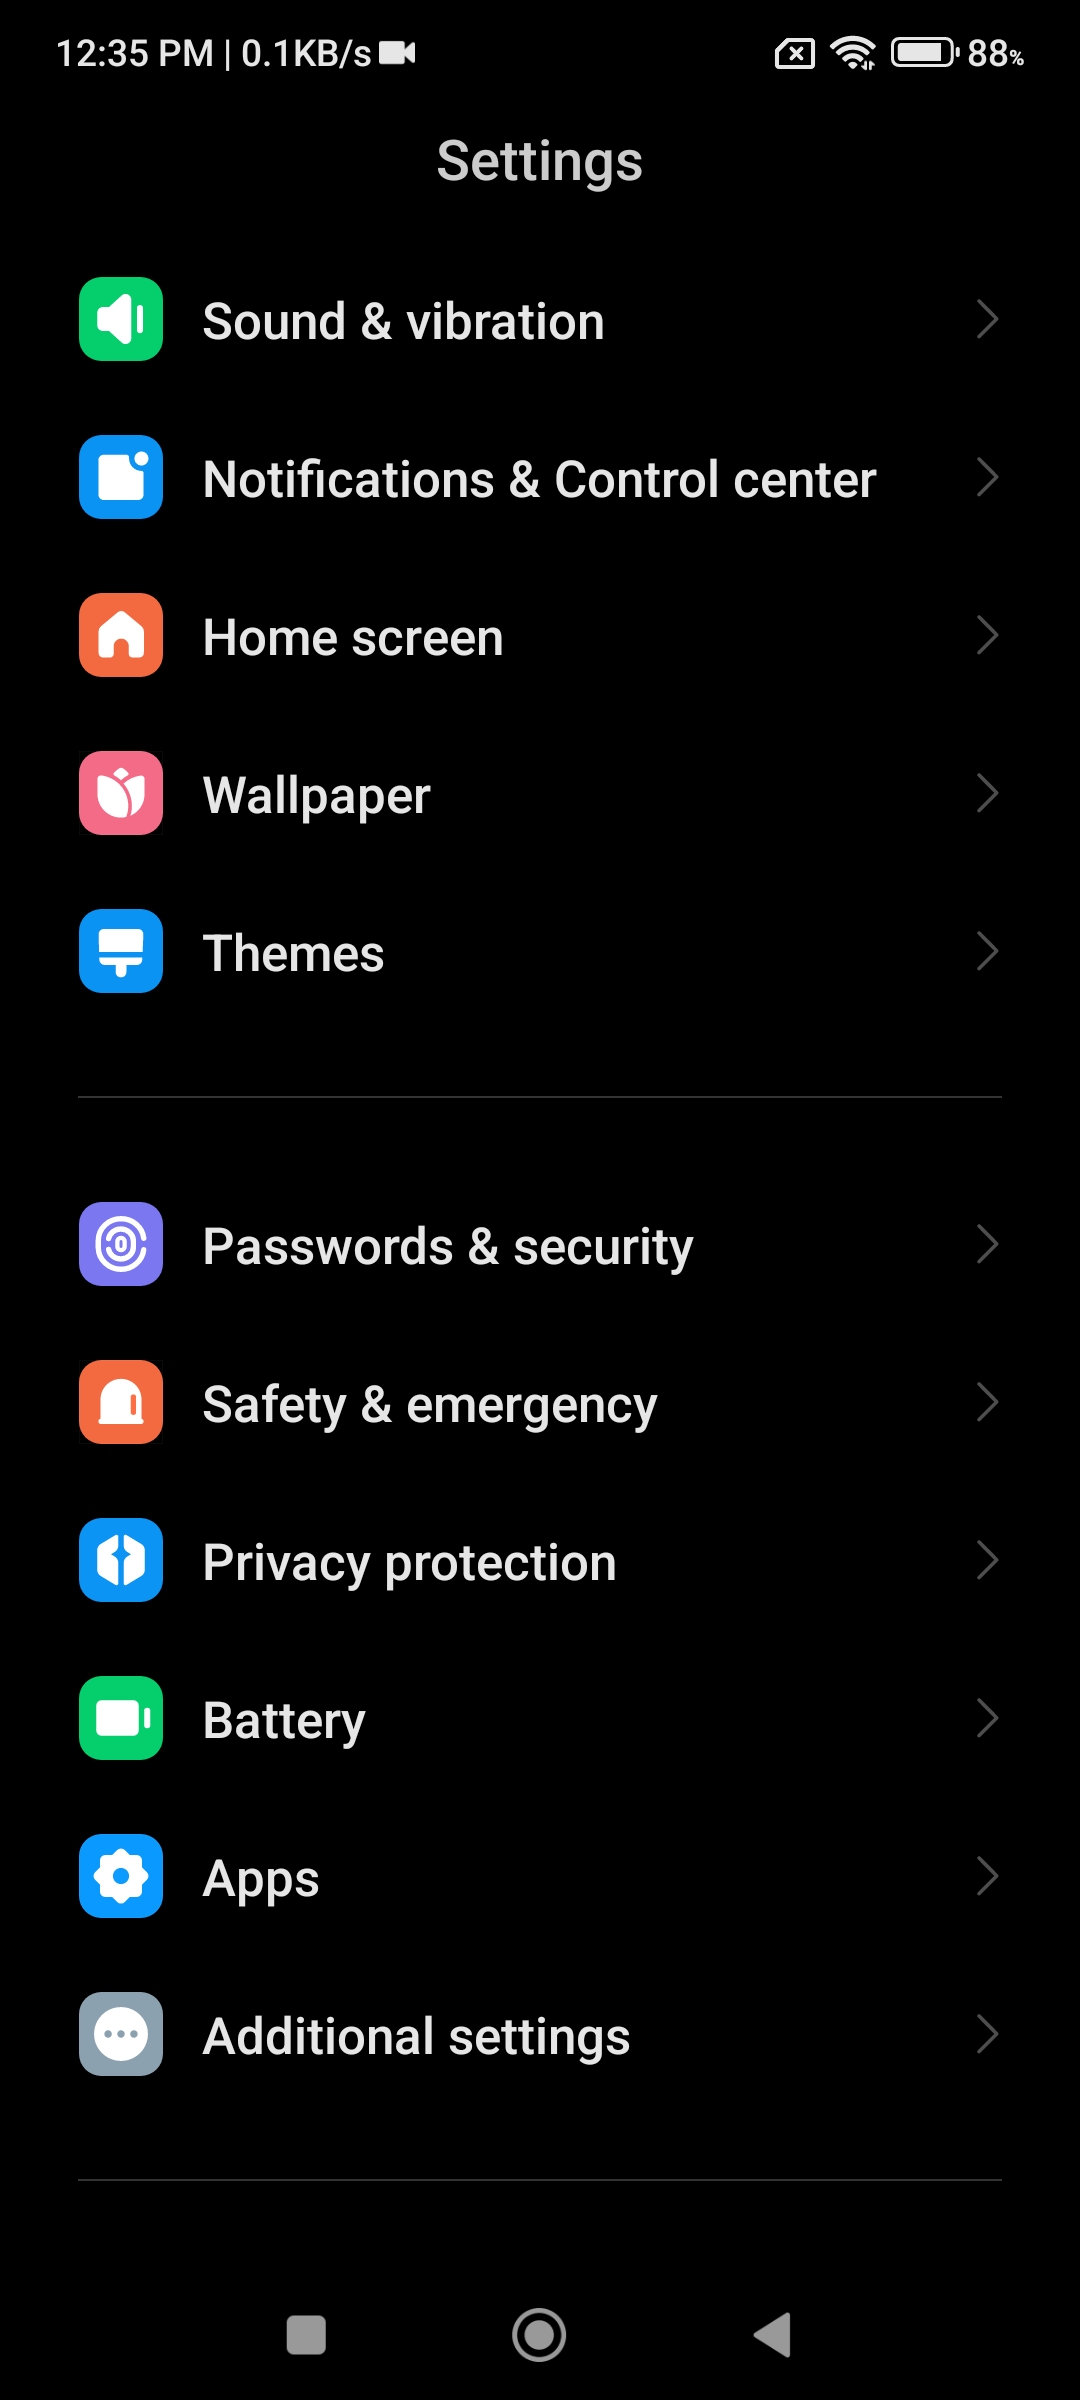 12:35 PM | 0.1KB/s 88%
Settings
Sound & vibration
Notifications & Control center
Home screen
Wallpaper
Themes
Passwords & security
Safety & emergency
Privacy protection
Battery
Apps
Additional settings